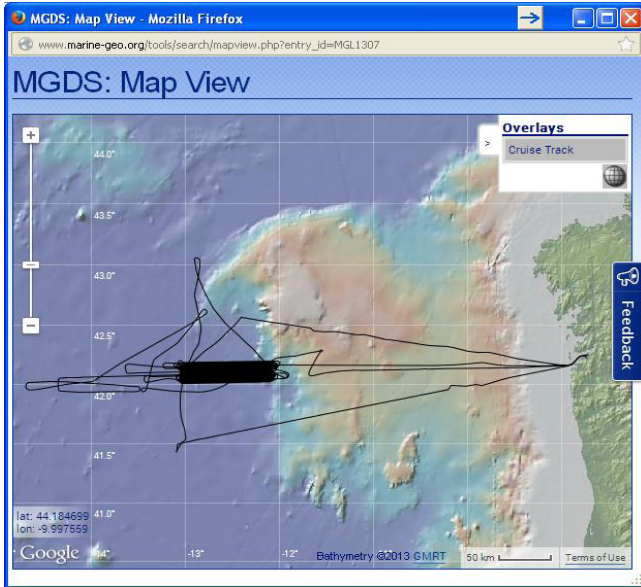 MGDS: Map View - Mozilla Firefox
www.marine-geo.org/tools/search/mapview.php?entry_id=MGL1307
MGDS: Map View
Overlays
>
Cruise Track
44.0°
43.5°
43.0°
42.5°
42.0°
41.5°
41.0°
Feedback
lat: 44.184699
lon: -9.997559
Google
-14°
-13°
-12°
Bathymetry ©2013 GMRT
50 km
Terms of Use